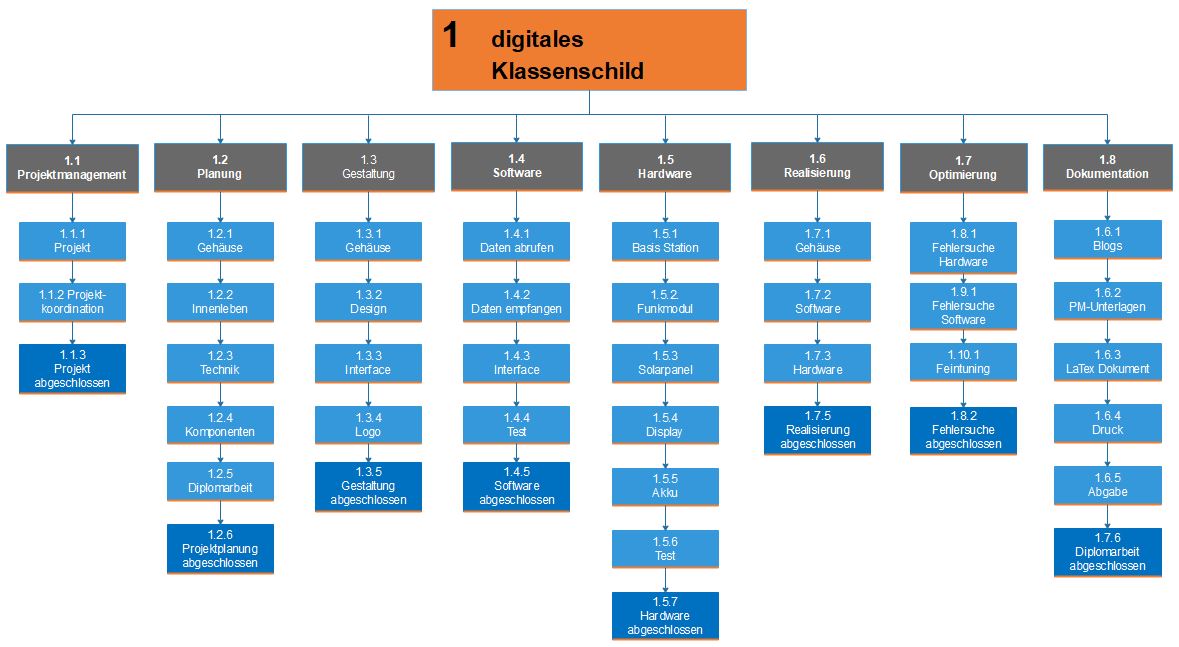 1 digitales
Klassenschild
1.1
Projektmanagement
1.1.1
Projekt
1.1.2 Projekt-
koordination
1.1.3
Projekt
abgeschlossen
1.2
Planung
1.2.1
Gehäuse
1.2.2
Innenleben
1.2.3
Technik
1.2.4
Komponenten
1.2.5
Diplomarbeit
1.2.6
Projektplanung
abgeschlossen
1.3
Gestaltung
1.3.1
Gehäuse
1.3.2
Design
1.3.3
Interface
1.3.4
Logo
1.3.5
Gestaltung
abgeschlossen
1.4
Software
1.4.1
Daten abrufen
1.4.2
Daten empfangen
1.4.3
Interface
1.4.4
Test
1.4.5
Software
abgeschlossen
1.5
Hardware
1.5.1
Basis Station
1.5.2.
Funkmodul
1.5.3
Solarpanel
1.5.4
Display
1.5.5
Akku
1.5.6
Test
1.5.7
Hardware
abgeschlossen
1.6
Realisierung
1.7.1
Gehäuse
1.7.2
Software
1.7.3
Hardware
1.7.5
Realisierung
abgeschlossen
1.7
Optimierung
1.8.1
Fehlersuche
Hardware
1.9.1
Fehlersuche
Software
1.10.1
Feintuning
1.8.2
Fehlersuche
abgeschlossen
1.8
Dokumentation
1.6.1
Blogs
1.6.2
PM-Unterlagen
1.6.3
LaTex Dokument
1.6.4
Druck
1.6.5
Abgabe
1.7.6
Diplomarbeit
abgeschlossen